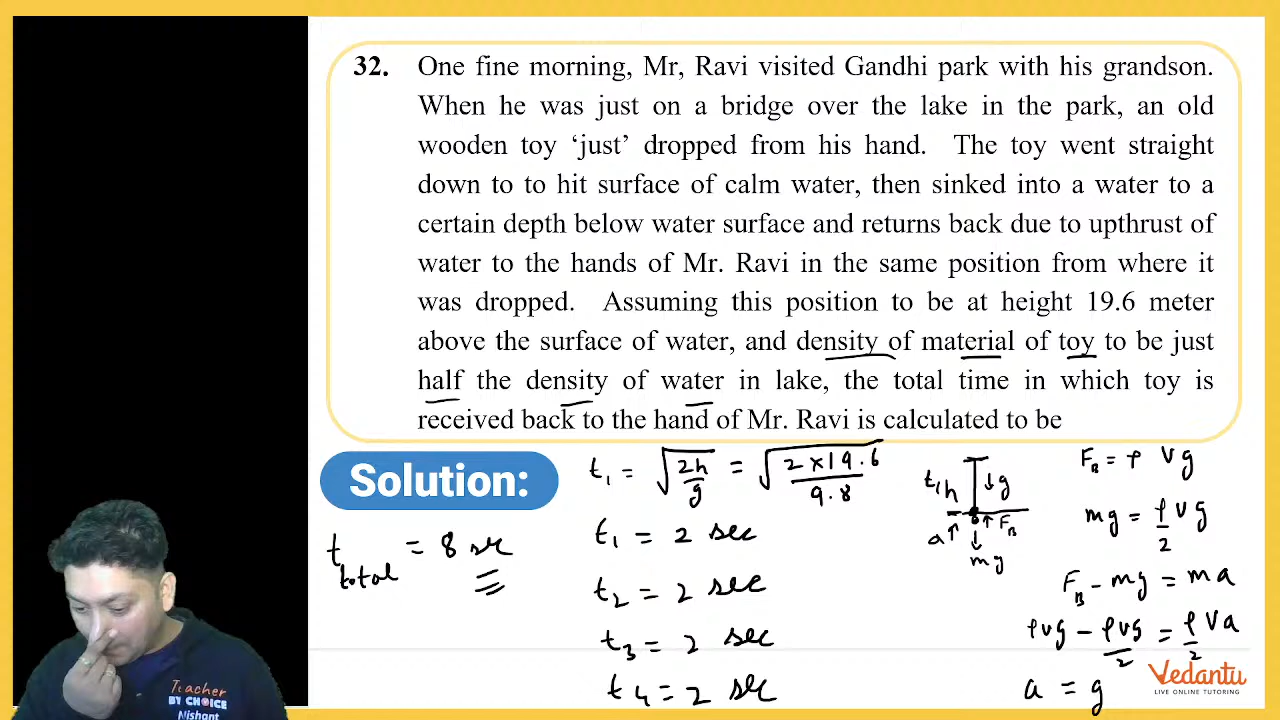 32. One fine morning, Mr, Ravi visited Gandhi park with his grandson.
When he was just on a bridge over the lake in the park, an old
wooden toy ‘just’ dropped from his hand. The toy went straight
down to to hit surface of calm water, then sinked into a water to a
certain depth below water surface and returns back due to upthrust of
water to the hands of Mr. Ravi in the same position from where it
was dropped. Assuming this position to be at height 19.6 meter
above the surface of water, and density of material of toy to be just
half the density of water in lake, the total time in which toy is
received back to the hand of Mr. Ravi is calculated to be
Solution:
t total = 8 sec
t₁ = √(2h/g) = √(2×19.6/9.8)
t₁ = 2 sec
t₂ = 2 sec
t₃ = 2 sec
t₄ = 2 sec
t₁ h ↓g
a↑ ↑F_B
↓
mg
F_B = ρ V g
mg = ρ/2 V g
F_B - mg = ma
ρVg - ρVg/2 = ρ/2 V a
a = g
Teacher
BY CHOICE
Nishant
Vedantu
LIVE ONLINE TUTORING